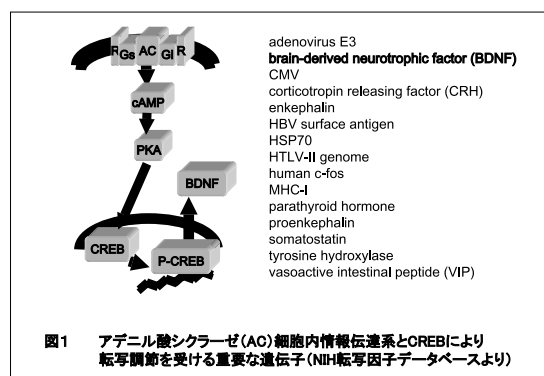 R Gs AC Gi R
cAMP
PKA
BDNF
CREB
P-CREB
adenovirus E3
brain-derived neurotrophic factor (BDNF)
CMV
corticotropin releasing factor (CRH)
enkephalin
HBV surface antigen
HSP70
HTLV-II genome
human c-fos
MHC-I
parathyroid hormone
proenkephalin
somatostatin
tyrosine hydroxylase
vasoactive intestinal peptide (VIP)
図1 アデニル酸シクラーゼ(AC)細胞内情報伝達系とCREBにより
転写調節を受ける重要な遺伝子(NIH転写因子データベースより)